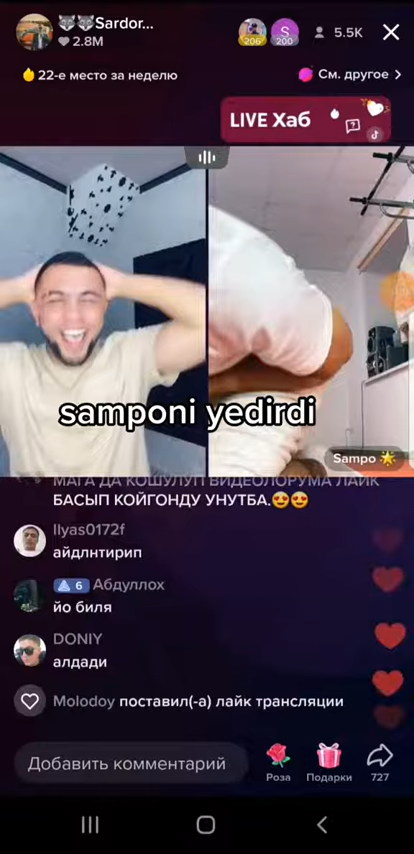 🐺🐺Sardor...
2.8M
206
S
200
5.5K
22-е место за неделю
См. другое
LIVE Хаб
samponi yedirdi
Sampo 🌟
МАГА ДА КОШУЛУП ВИДЕОЛОРУМА ЛАЙК
БАСЫП КОЙГОНДУ УНУТБА.😍😍
Ilyas0172f
айдлнтирип
6 Абдуллох
йо биля
DONIY
алдади
Molodoy поставил(-а) лайк трансляции
Добавить комментарий
Роза
Подарки
727